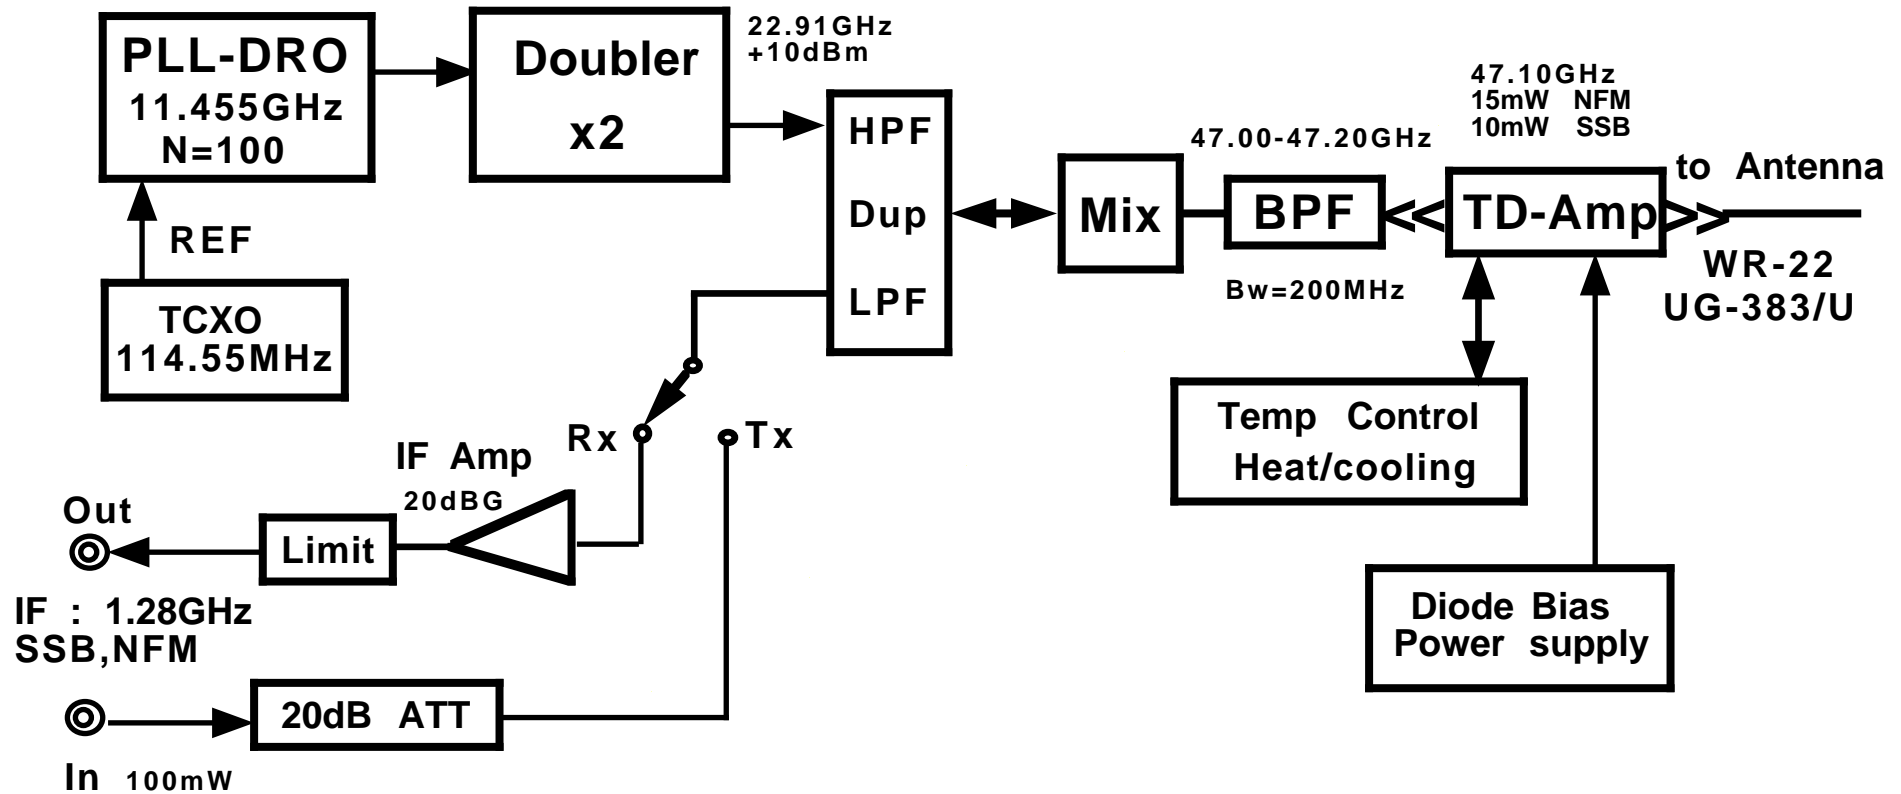 PLL-DRO
11.455GHz
N=100
Doubler
x2
22.91GHz
+10dBm
HPF
Dup
LPF
Mix
47.00-47.20GHz
BPF
Bw=200MHz
47.10GHz
15mW NFM
10mW SSB
<< TD-Amp >>
to Antenna
WR-22
UG-383/U
REF
TCXO
114.55MHz
Temp Control
Heat/cooling
Rx
Tx
IF Amp
20dBG
Out
Limit
IF : 1.28GHz
SSB,NFM
Diode Bias
Power supply
20dB ATT
In 100mW